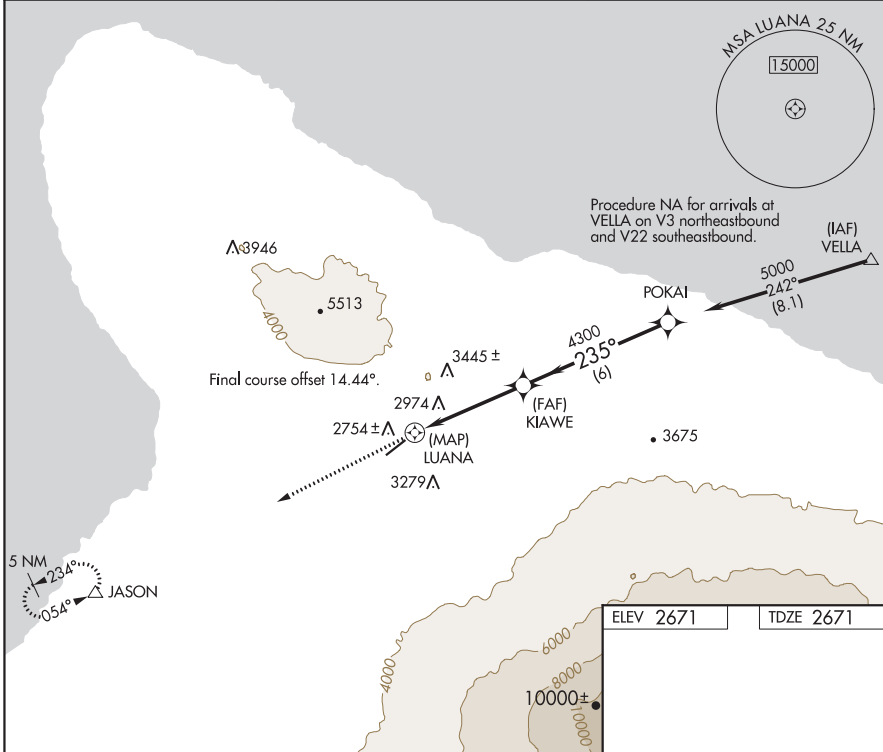 MSA LUANA 25 NM
15000
Procedure NA for arrivals at
VELLA on V3 northeastbound
and V22 southeastbound.
(IAF)
VELLA
5000
242°
(8.1)
POKAI
3946
5513
4000
4300
235°
(6)
3445 ±
Final course offset 14.44°.
2974
(FAF)
KIAWE
2754 ±
(MAP)
LUANA
3675
3279
5 NM
234°
054°
JASON
ELEV 2671
TDZE 2671
4000
6000
8000
10000±
10000